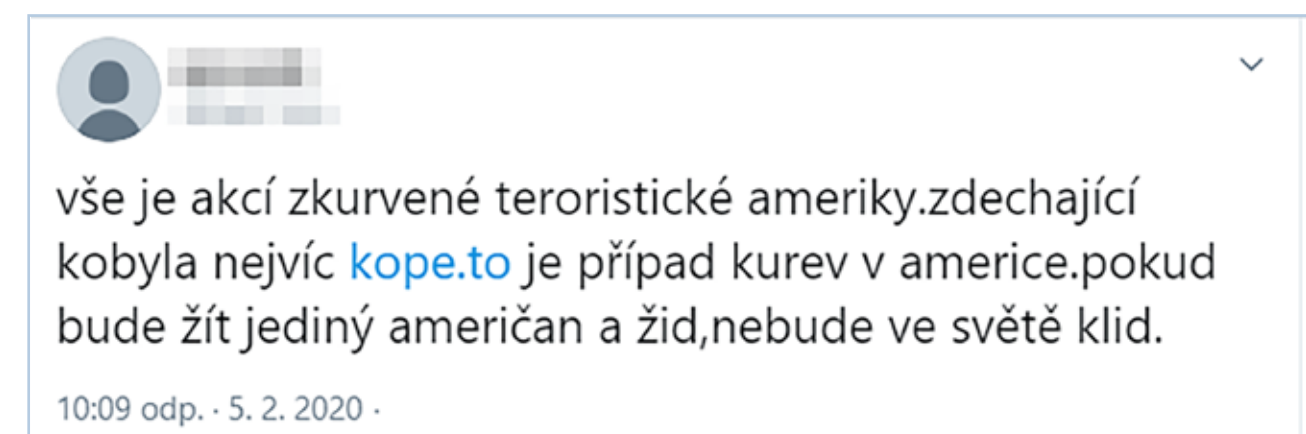 vše je akcí zkurvené teroristické ameriky.zdechající
kobyla nejvíc kope.to je případ kurev v americe.pokud
bude žít jediný američan a žid,nebude ve světě klid.
10:09 odp. · 5. 2. 2020 ·